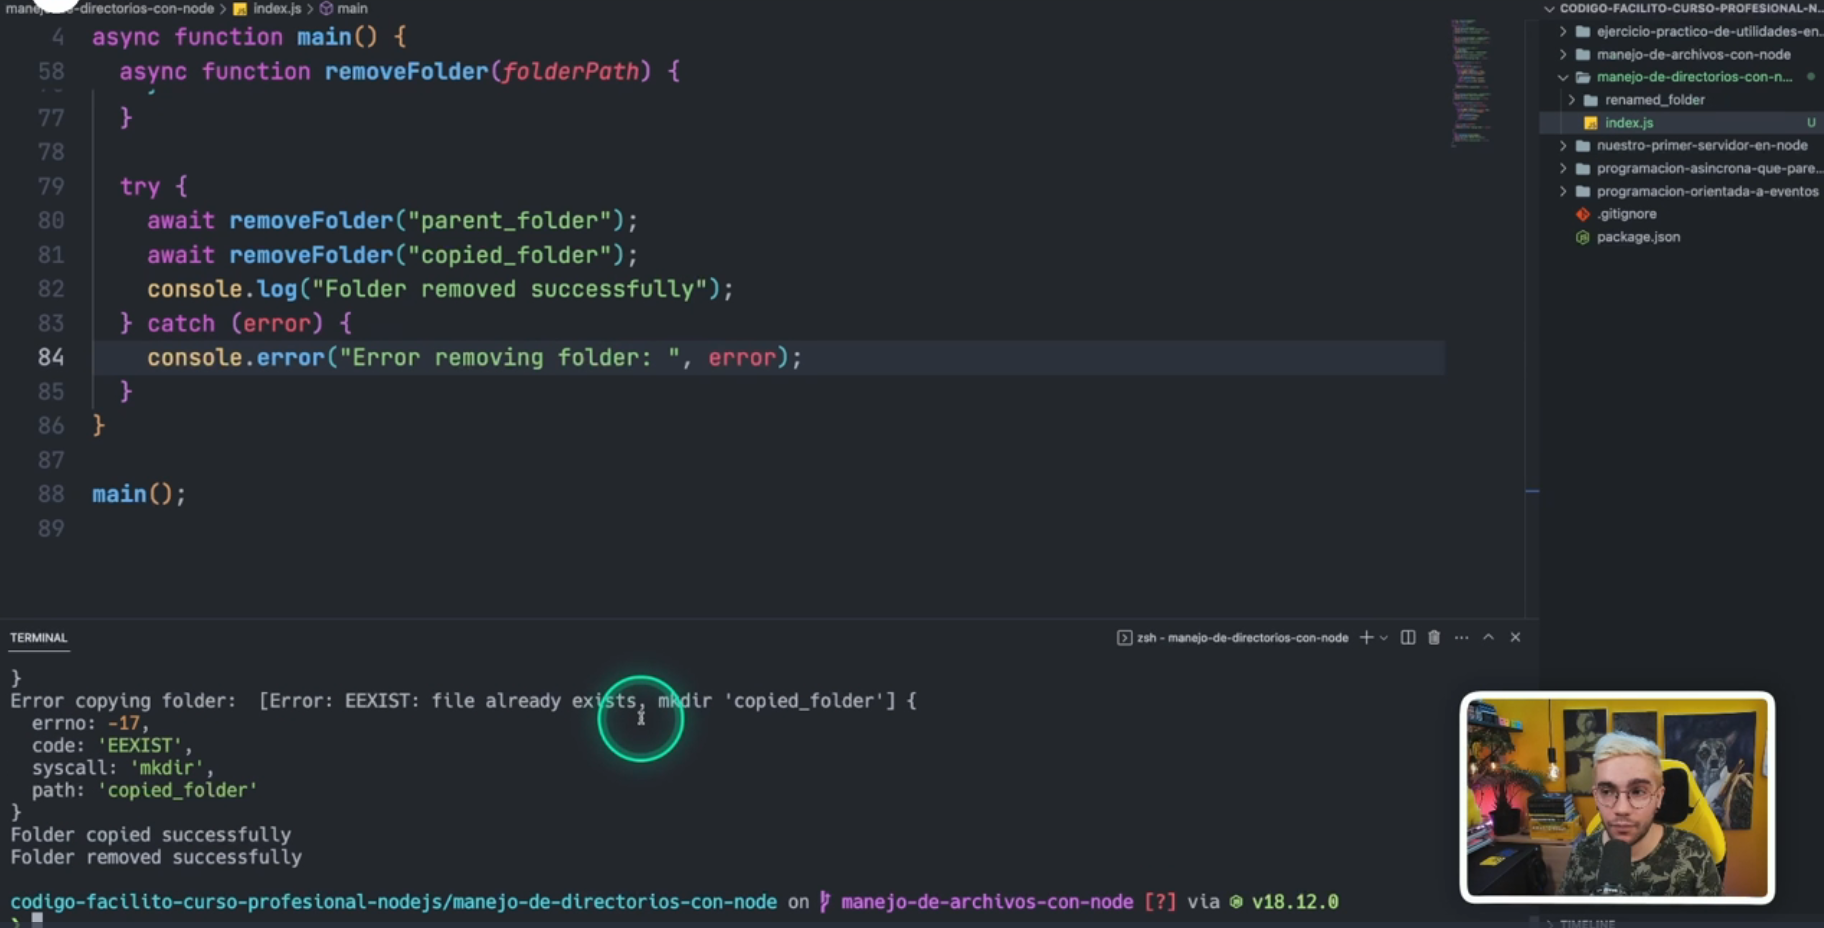 manej -directorios-con-node > index.js > main
4 async function main() {
58 async function removeFolder(folderPath) {
77 }
78
79 try {
80 await removeFolder("parent_folder");
81 await removeFolder("copied_folder");
82 console.log("Folder removed successfully");
83 } catch (error) {
84 console.error("Error removing folder: ", error);
85 }
86 }
87
88 main();
89
CODIGO-FACILITO-CURSO-PROFESIONAL-N...
ejercicio-practico-de-utilidades-en...
manejo-de-archivos-con-node
manejo-de-directorios-con-n...
renamed_folder
index.js U
nuestro-primer-servidor-en-node
programacion-asincrona-que-pare...
programacion-orientada-a-eventos
.gitignore
package.json
TERMINAL
zsh - manejo-de-directorios-con-node
}
Error copying folder:  [Error: EEXIST: file already exists, mkdir 'copied_folder'] {
errno: -17,
code: 'EEXIST',
syscall: 'mkdir',
path: 'copied_folder'
}
Folder copied successfully
Folder removed successfully
codigo-facilito-curso-profesional-nodejs/manejo-de-directorios-con-node on manejo-de-archivos-con-node [?] via v18.12.0
TIMELINE